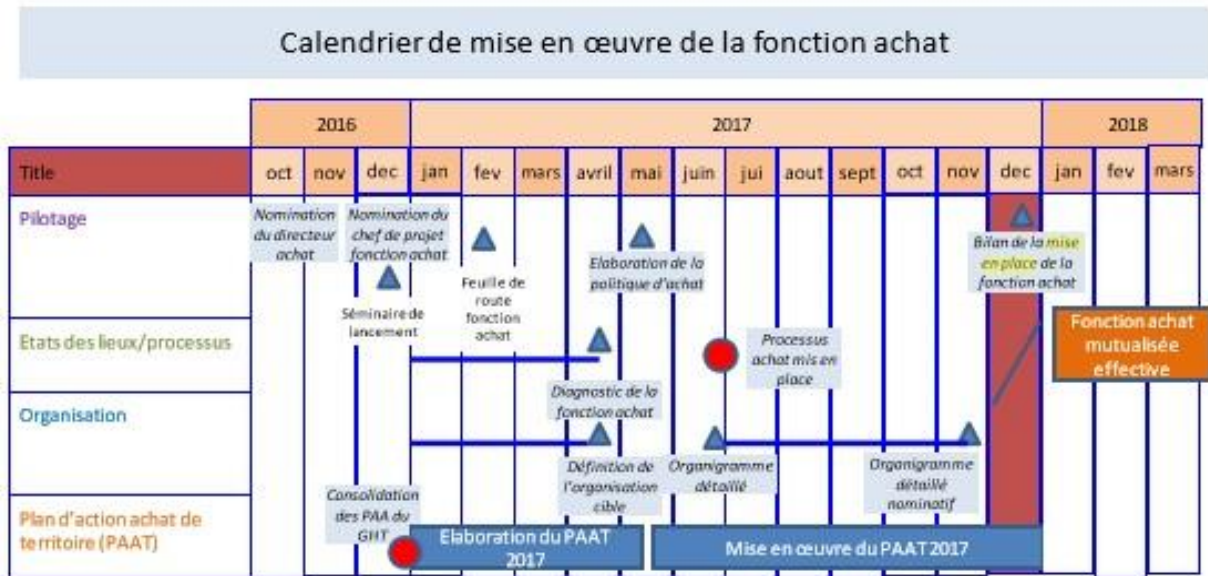 Calendrier de mise en œuvre de la fonction achat
2016
2017
2018
Title
oct
nov
dec
jan
fev
mars
avril
mai
juin
jui
aout
sept
oct
nov
dec
jan
fev
mars
Pilotage
Nomination
du directeur
achat
Nomination du
chef de projet
fonction achat
Séminaire de
lancement
Feuille de
route
fonction
achat
Elaboration de la
politique d'achat
Bilan de la mise
en place de la
fonction achat
Etats des lieux/processus
Diagnostic de la
fonction achat
Processus
achat mis en
place
Fonction achat
mutualisée
effective
Organisation
Définition de
l'organisation
cible
Organigramme
détaillé
Organigramme
détaillé
nominatif
Plan d'action achat de
territoire (PAAT)
Consolidation
des PAA du
GHT
Elaboration du PAAT
2017
Mise en œuvre du PAAT 2017